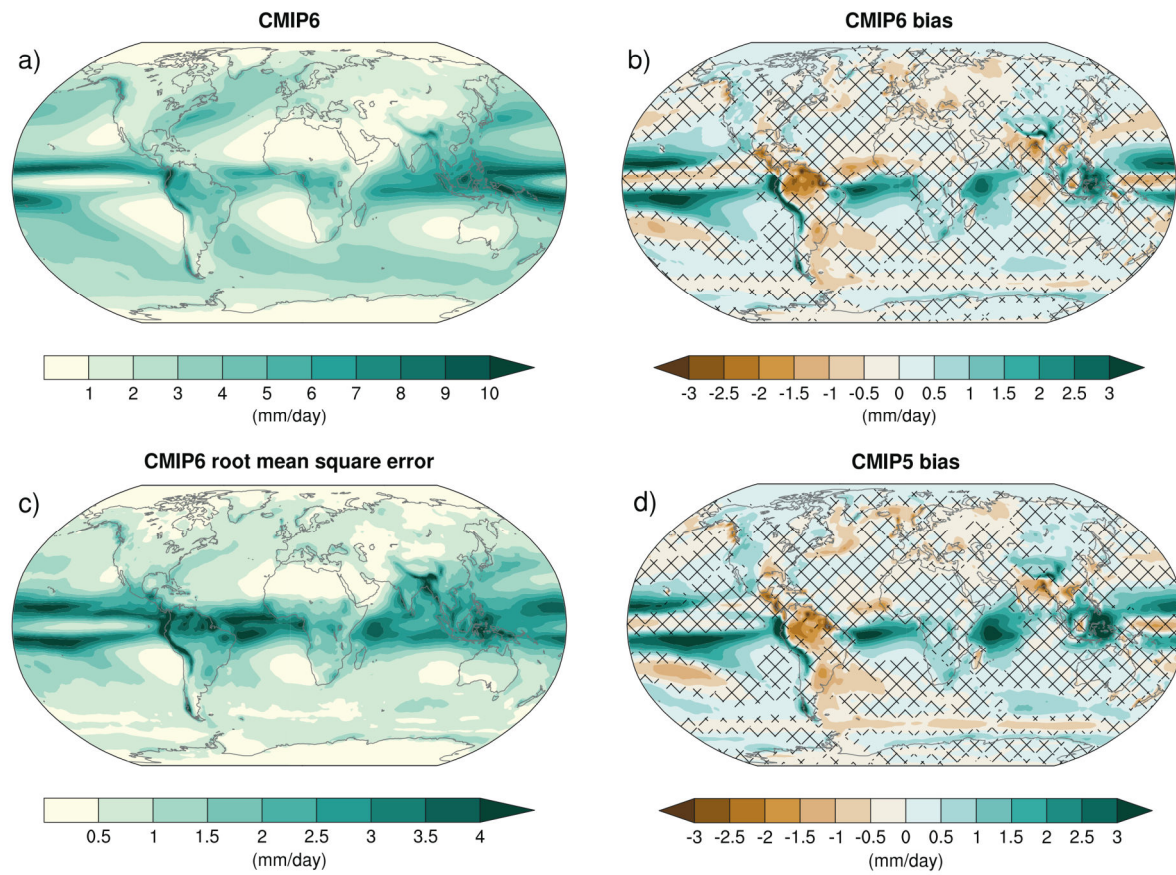 CMIP6
a)
1 2 3 4 5 6 7 8 9 10
(mm/day)
CMIP6 bias
b)
-3 -2.5 -2 -1.5 -1 -0.5 0 0.5 1 1.5 2 2.5 3
(mm/day)
CMIP6 root mean square error
c)
0.5 1 1.5 2 2.5 3 3.5 4
(mm/day)
CMIP5 bias
d)
-3 -2.5 -2 -1.5 -1 -0.5 0 0.5 1 1.5 2 2.5 3
(mm/day)